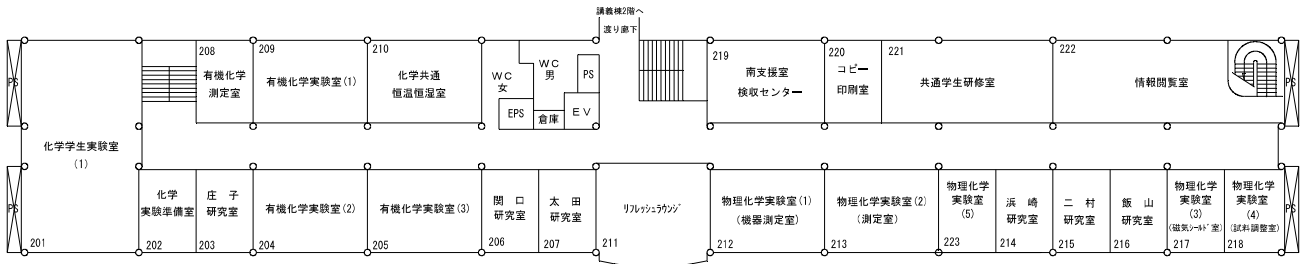 講義棟2階へ
渡り廊下
PS
208
有機化学
測定室
209
有機化学実験室(1)
210
化学共通
恒温恒湿室
WC
女
WC
男
PS
EPS
倉庫
EV
219
南支援室
検収センター
220
コピー
印刷室
221
共通学生研修室
222
情報閲覧室
PS
化学学生実験室
(1)
201
PS
化学
実験準備室
202
庄 子
研究室
203
有機化学実験室(2)
204
有機化学実験室(3)
205
関 口
研究室
206
太 田
研究室
207
リフレッシュラウンジ
211
物理化学実験室(1)
(機器測定室)
212
物理化学実験室(2)
(測定室)
213
物理化学
実験室
(5)
223
浜 崎
研究室
214
二 村
研究室
215
飯 山
研究室
216
物理化学
実験室
(3)
(磁気シールド室)
217
物理化学
実験室
(4)
(試料調整室)
218
PS